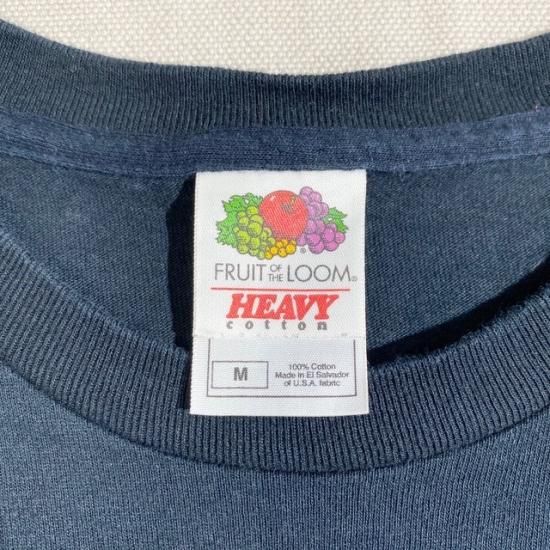 FRUIT OF THE LOOM®
HEAVY
cotton
M
100% Cotton
Made in El Salvador
of U.S.A. fabric